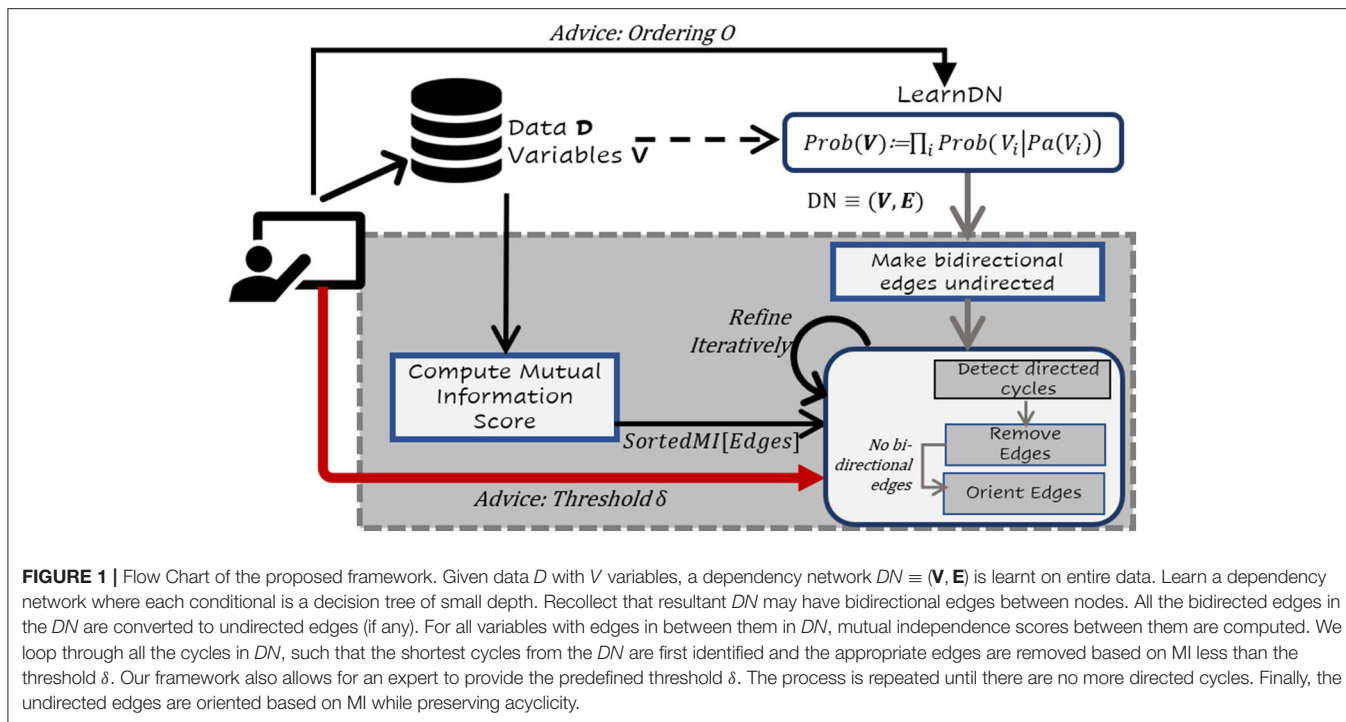 Advice: Ordering O
LearnDN
Data D
Variables V
Prob(V):=∏ᵢ Prob(Vᵢ|Pa(Vᵢ))
DN ≡ (V, E)
Make bidirectional
edges undirected
Refine
Iteratively
Compute Mutual
Information
Score
SortedMI[Edges]
Detect directed
cycles
Remove
Edges
No bi-
directional
edges
Orient Edges
Advice: Threshold δ
FIGURE 1 | Flow Chart of the proposed framework. Given data D with V variables, a dependency network DN ≡ (V, E) is learnt on entire data. Learn a dependency
network where each conditional is a decision tree of small depth. Recollect that resultant DN may have bidirectional edges between nodes. All the bidirected edges in
the DN are converted to undirected edges (if any). For all variables with edges in between them in DN, mutual independence scores between them are computed. We
loop through all the cycles in DN, such that the shortest cycles from the DN are first identified and the appropriate edges are removed based on MI less than the
threshold δ. Our framework also allows for an expert to provide the predefined threshold δ. The process is repeated until there are no more directed cycles. Finally, the
undirected edges are oriented based on MI while preserving acyclicity.